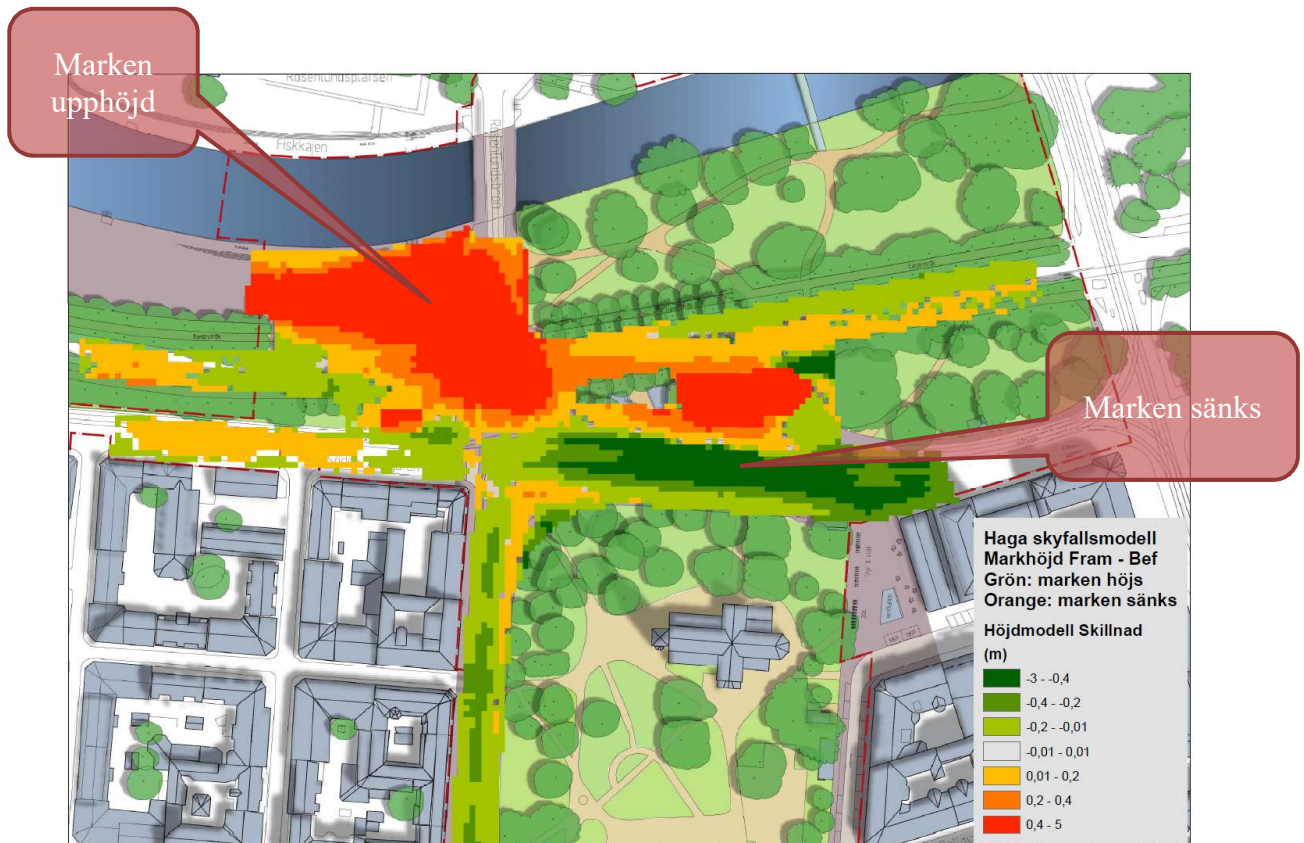 Marken
upphöjd
Rosenlundsplatsen
Fiskkajen
Rosenlundsbron
Marken sänks
Haga skyfallsmodell
Markhöjd Fram - Bef
Grön: marken höjs
Orange: marken sänks
Höjdmodell Skillnad
(m)
-3 - -0,4
-0,4 - -0,2
-0,2 - -0,01
-0,01 - 0,01
0,01 - 0,2
0,2 - 0,4
0,4 - 5